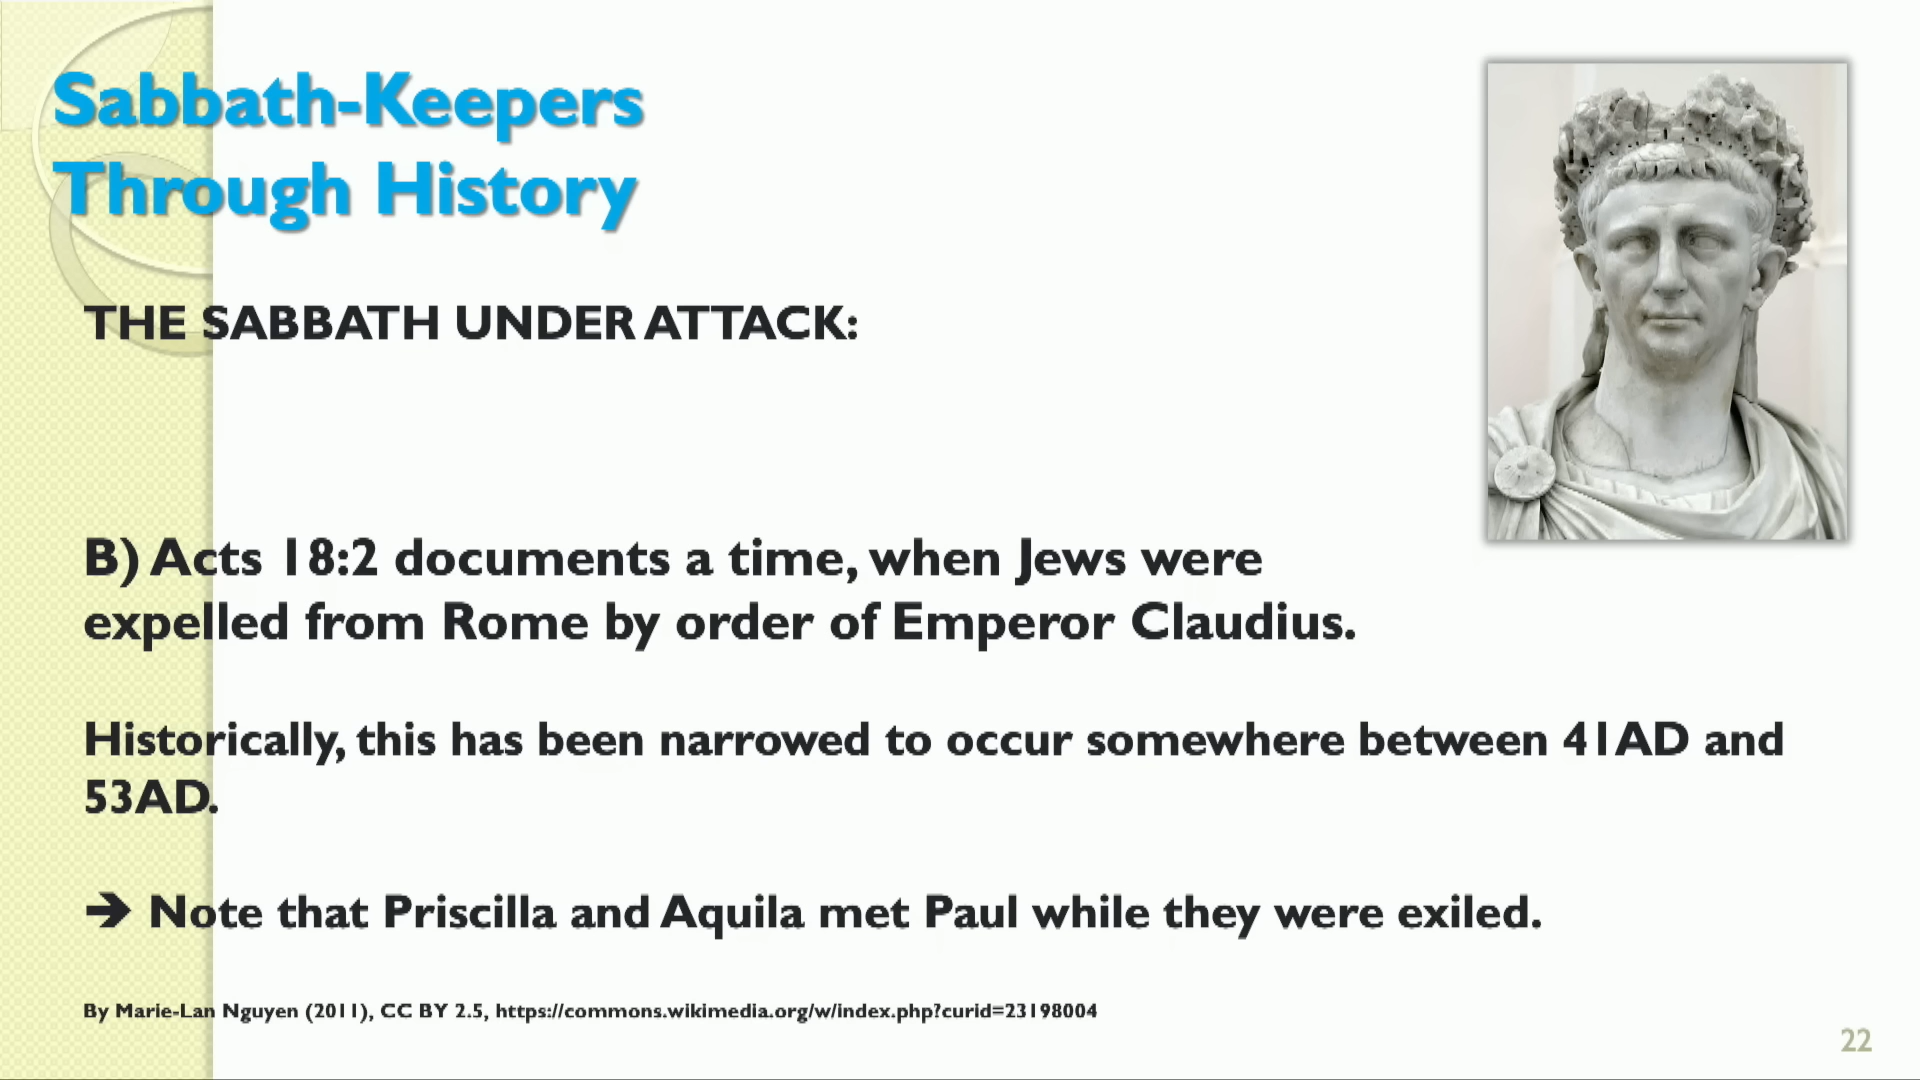 Sabbath-Keepers
Through History
THE SABBATH UNDER ATTACK:
B) Acts 18:2 documents a time, when Jews were
expelled from Rome by order of Emperor Claudius.
Historically, this has been narrowed to occur somewhere between 41AD and
53AD.
➔ Note that Priscilla and Aquila met Paul while they were exiled.
By Marie-Lan Nguyen (2011), CC BY 2.5, https://commons.wikimedia.org/w/index.php?curid=23198004
22